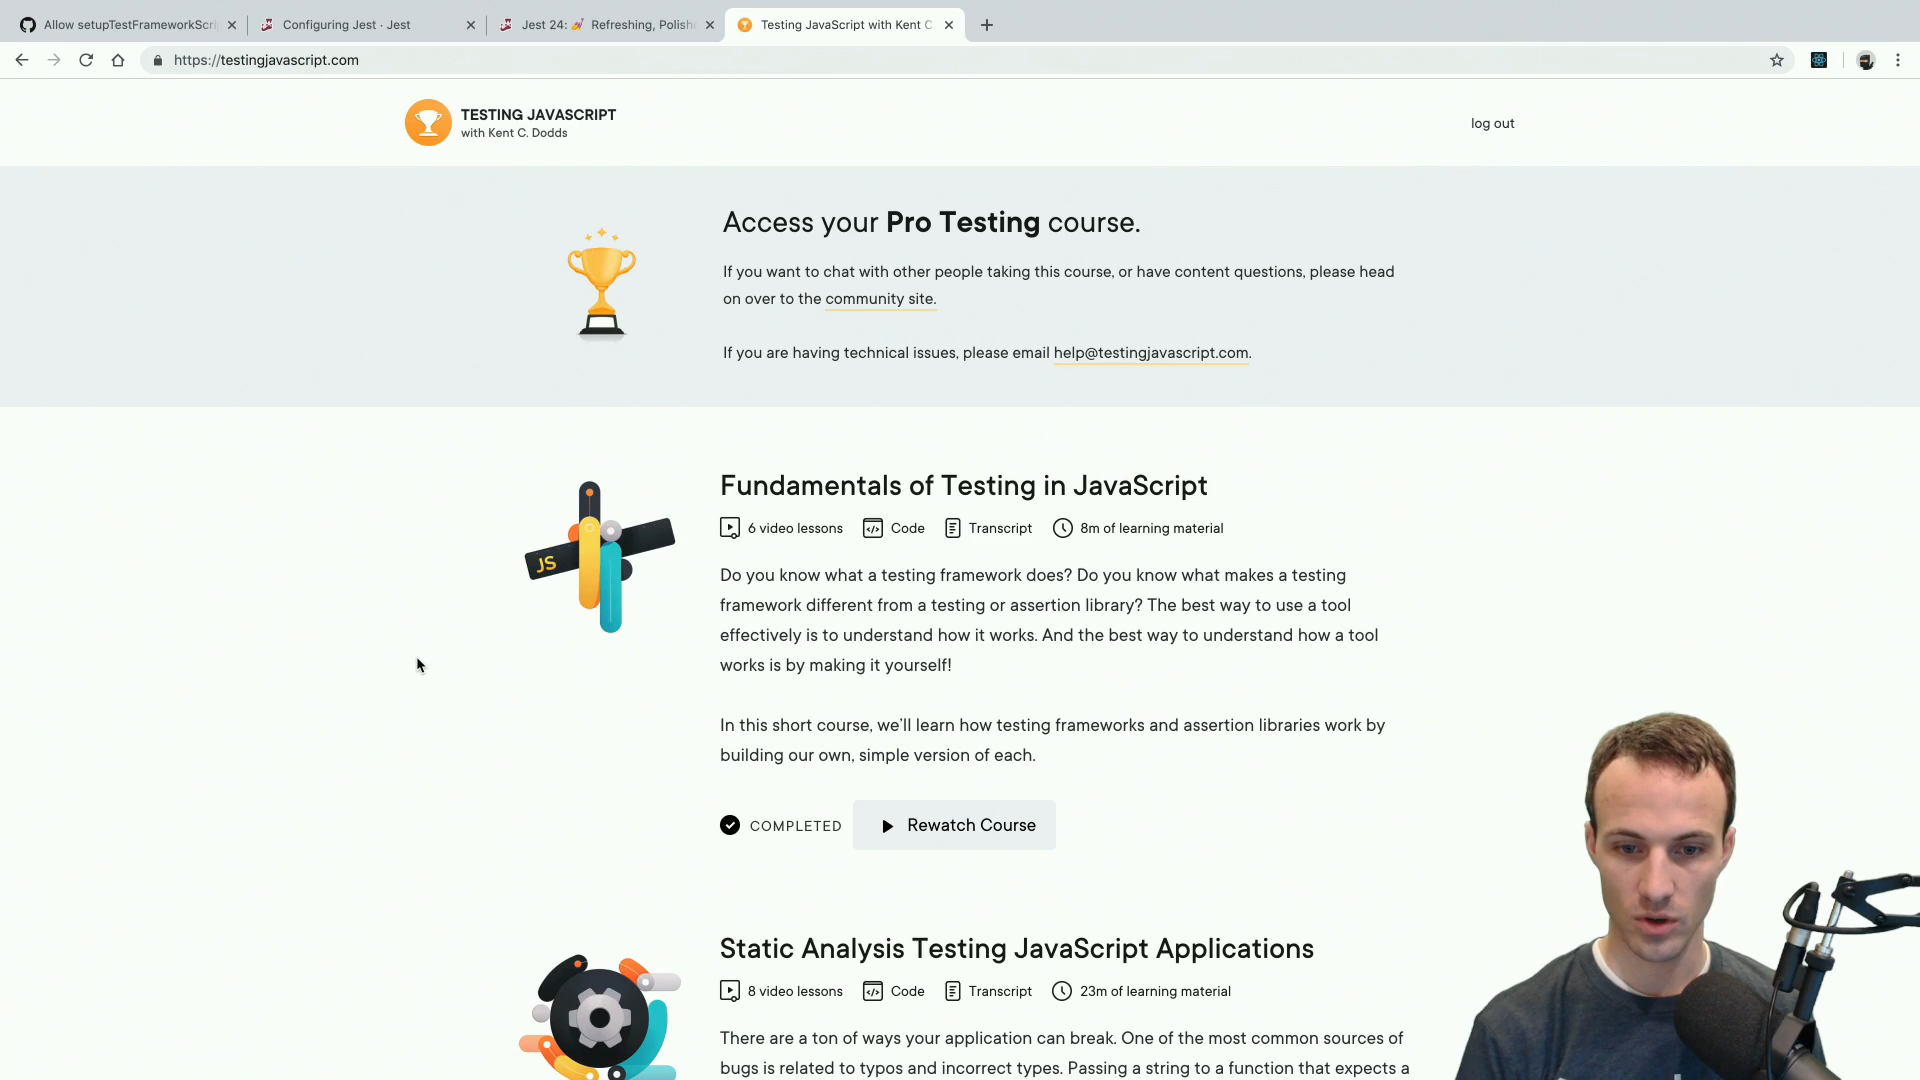 Allow setupTestFrameworkScri
Configuring Jest · Jest
Jest 24: 💅 Refreshing, Polishe
Testing JavaScript with Kent C.
https://testingjavascript.com
TESTING JAVASCRIPT
with Kent C. Dodds
log out
Access your Pro Testing course.
If you want to chat with other people taking this course, or have content questions, please head
on over to the community site.
If you are having technical issues, please email help@testingjavascript.com.
JS
Fundamentals of Testing in JavaScript
6 video lessons Code Transcript 8m of learning material
Do you know what a testing framework does? Do you know what makes a testing
framework different from a testing or assertion library? The best way to use a tool
effectively is to understand how it works. And the best way to understand how a tool
works is by making it yourself!
In this short course, we'll learn how testing frameworks and assertion libraries work by
building our own, simple version of each.
COMPLETED Rewatch Course
Static Analysis Testing JavaScript Applications
8 video lessons Code Transcript 23m of learning material
There are a ton of ways your application can break. One of the most common sources of
bugs is related to typos and incorrect types. Passing a string to a function that expects a